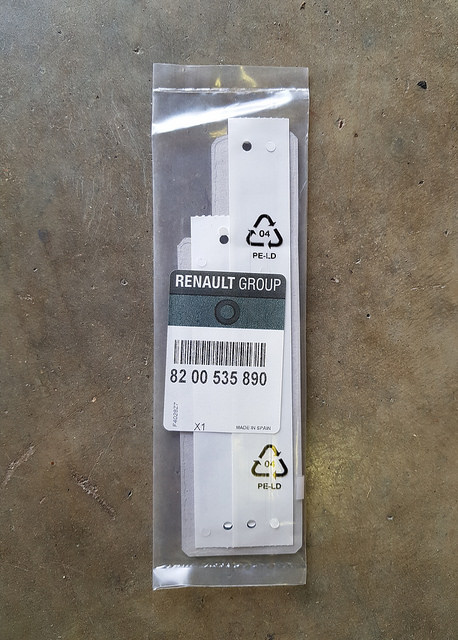 04
PE-LD
RENAULT GROUP
82 00 535 890
X1
MADE IN SPAIN
04
PE-LD